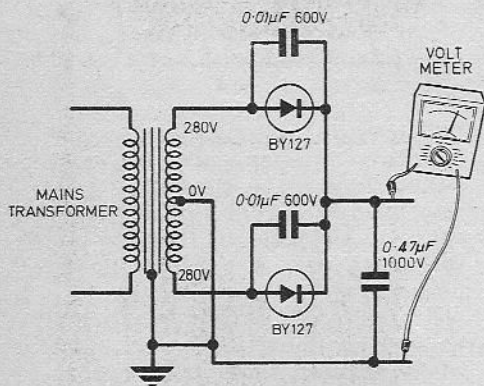 0·01µF 600V
VOLT
METER
280V
BY127
MAINS
TRANSFORMER
0V
0·01µF 600V
0·47µF
1000V
280V
BY127